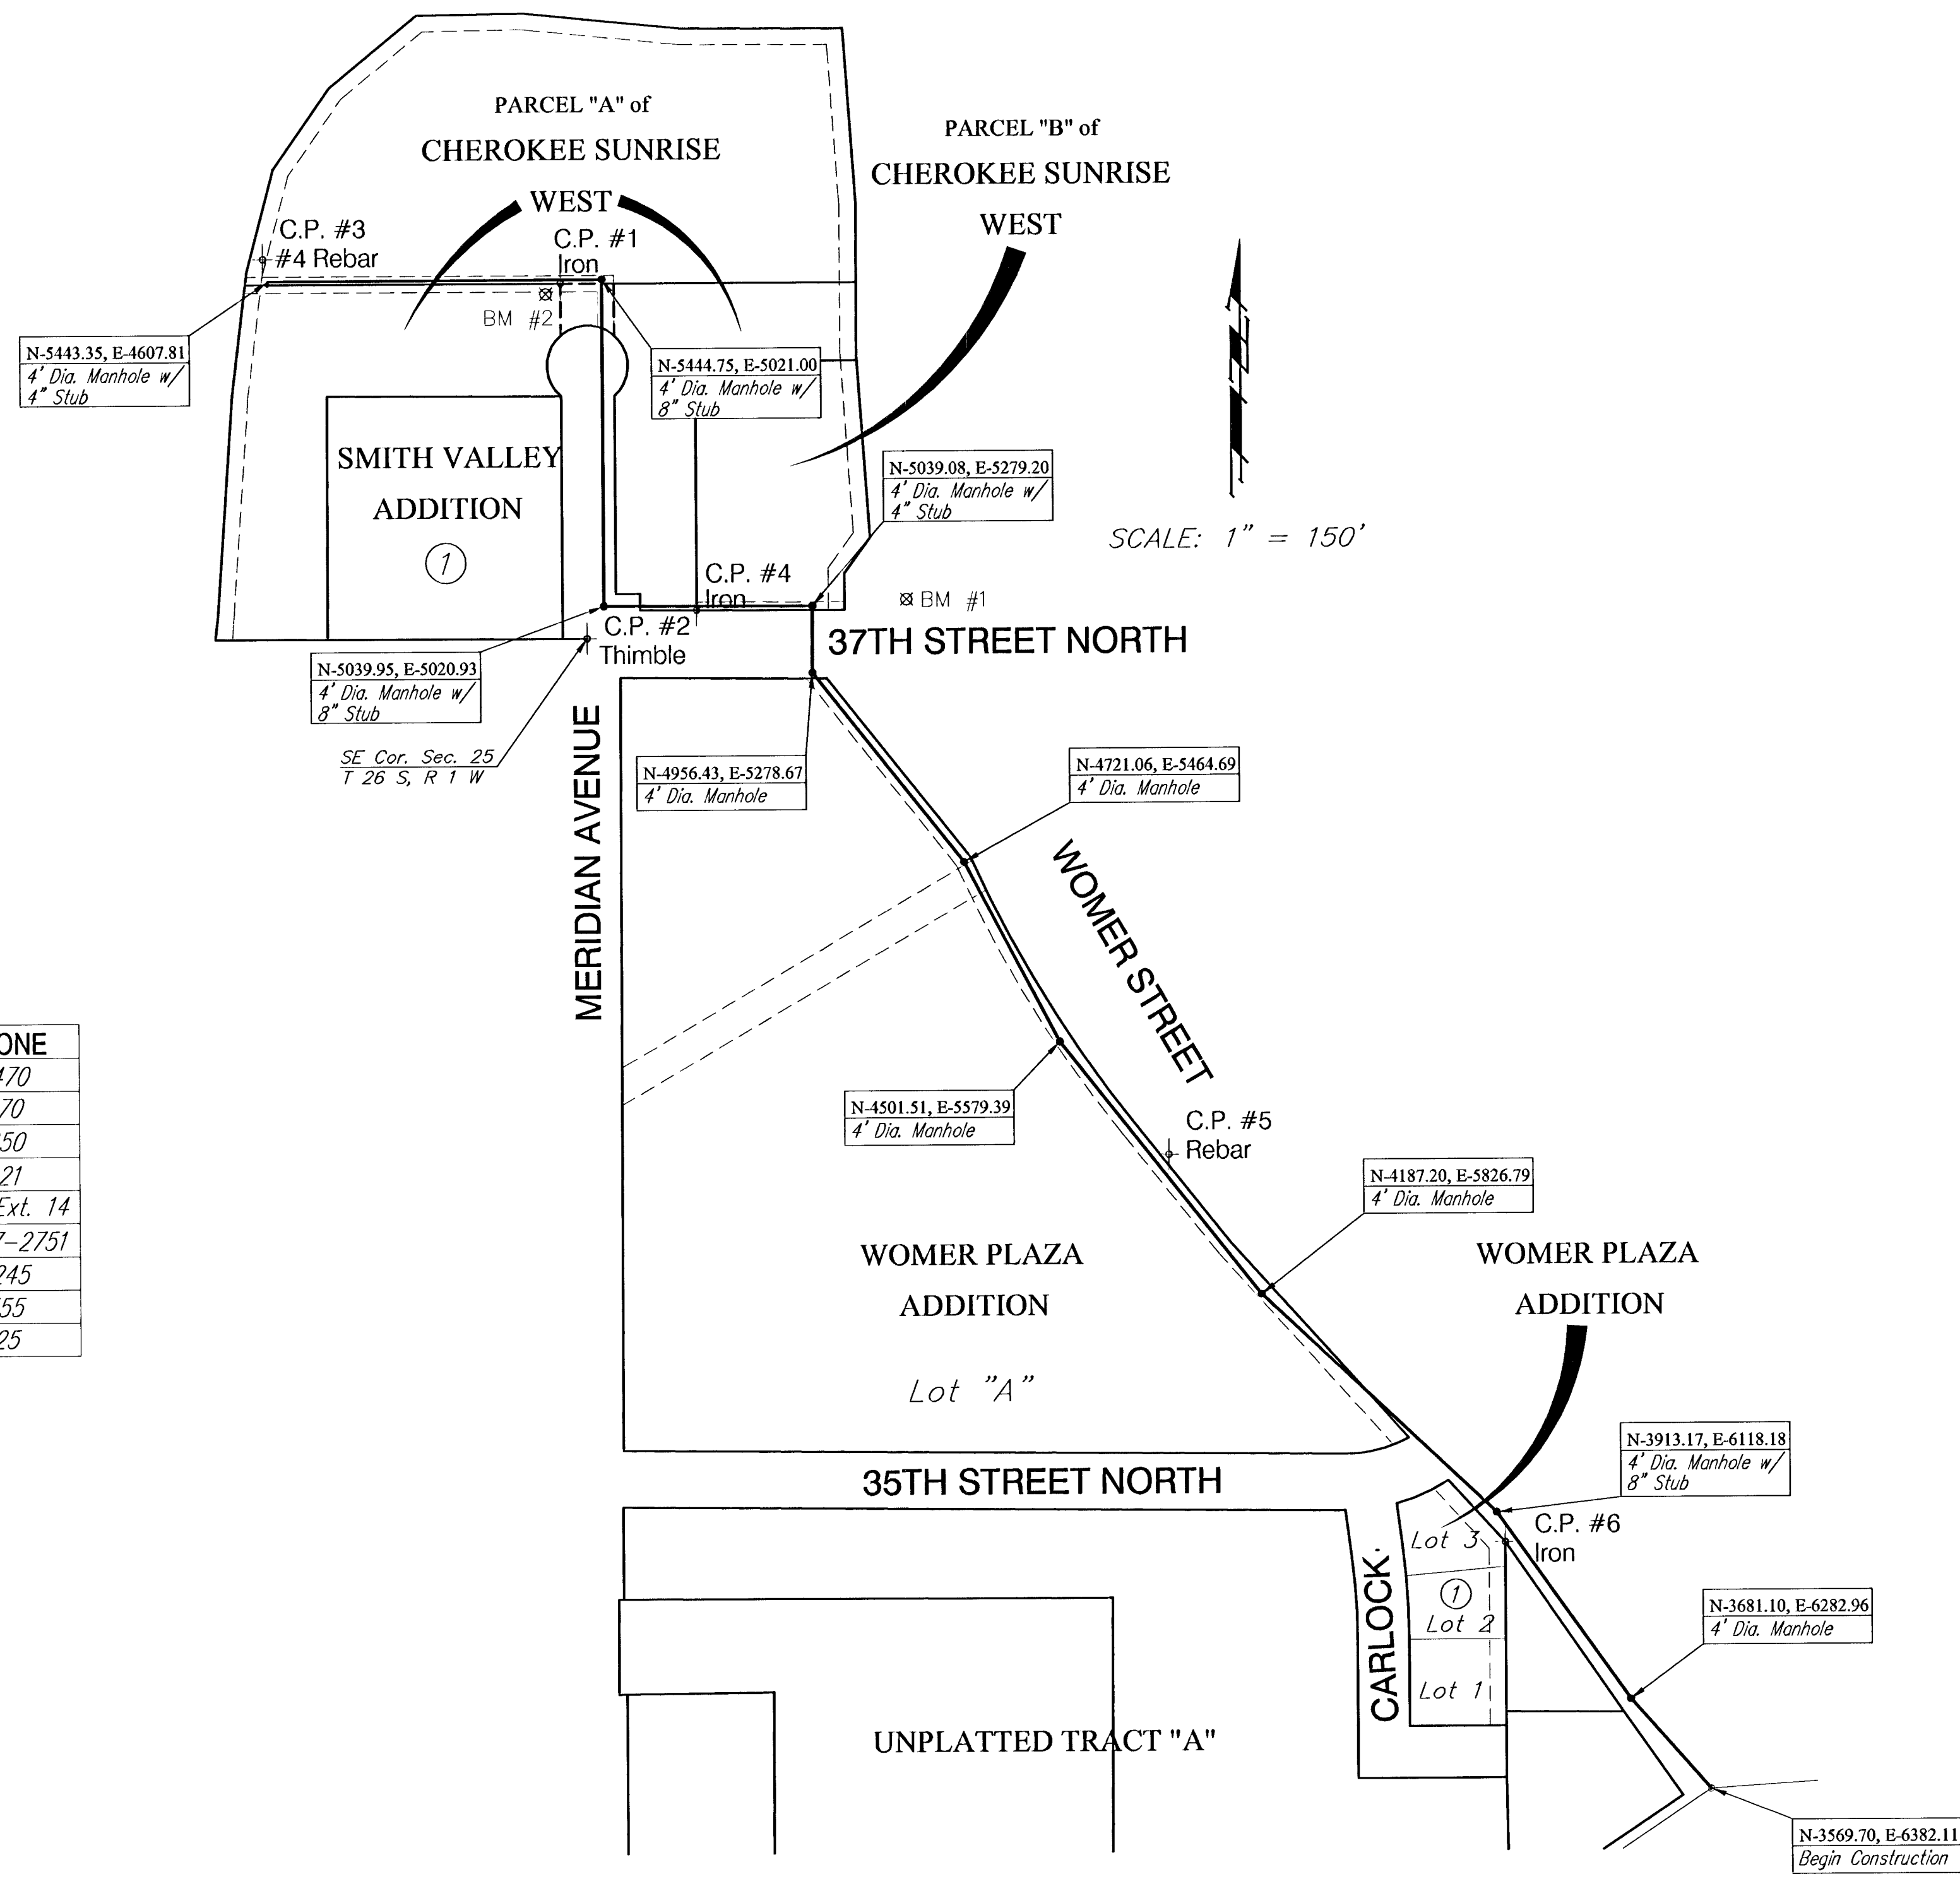 PARCEL "A" of
CHEROKEE SUNRISE
WEST
PARCEL "B" of
CHEROKEE SUNRISE
WEST
C.P. #3
#4 Rebar
C.P. #1
Iron
BM #2
N-5443.35, E-4607.81
4' Dia. Manhole w/
4" Stub
N-5444.75, E-5021.00
4' Dia. Manhole w/
8" Stub
SMITH VALLEY
ADDITION
1
N-5039.08, E-5279.20
4' Dia. Manhole w/
4" Stub
SCALE: 1" = 150'
C.P. #4
Iron
BM #1
C.P. #2
Thimble
37TH STREET NORTH
N-5039.95, E-5020.93
4' Dia. Manhole w/
8" Stub
SE Cor. Sec. 25
T 26 S, R 1 W
MERIDIAN AVENUE
N-4956.43, E-5278.67
4' Dia. Manhole
N-4721.06, E-5464.69
4' Dia. Manhole
WOMER STREET
ONE
470
70
50
21
Ext. 14
7-2751
245
55
25
N-4501.51, E-5579.39
4' Dia. Manhole
C.P. #5
Rebar
N-4187.20, E-5826.79
4' Dia. Manhole
WOMER PLAZA
ADDITION
Lot "A"
WOMER PLAZA
ADDITION
35TH STREET NORTH
N-3913.17, E-6118.18
4' Dia. Manhole w/
8" Stub
C.P. #6
Iron
Lot 3
1
Lot 2
Lot 1
CARLOCK
N-3681.10, E-6282.96
4' Dia. Manhole
UNPLATTED TRACT "A"
N-3569.70, E-6382.11
Begin Construction